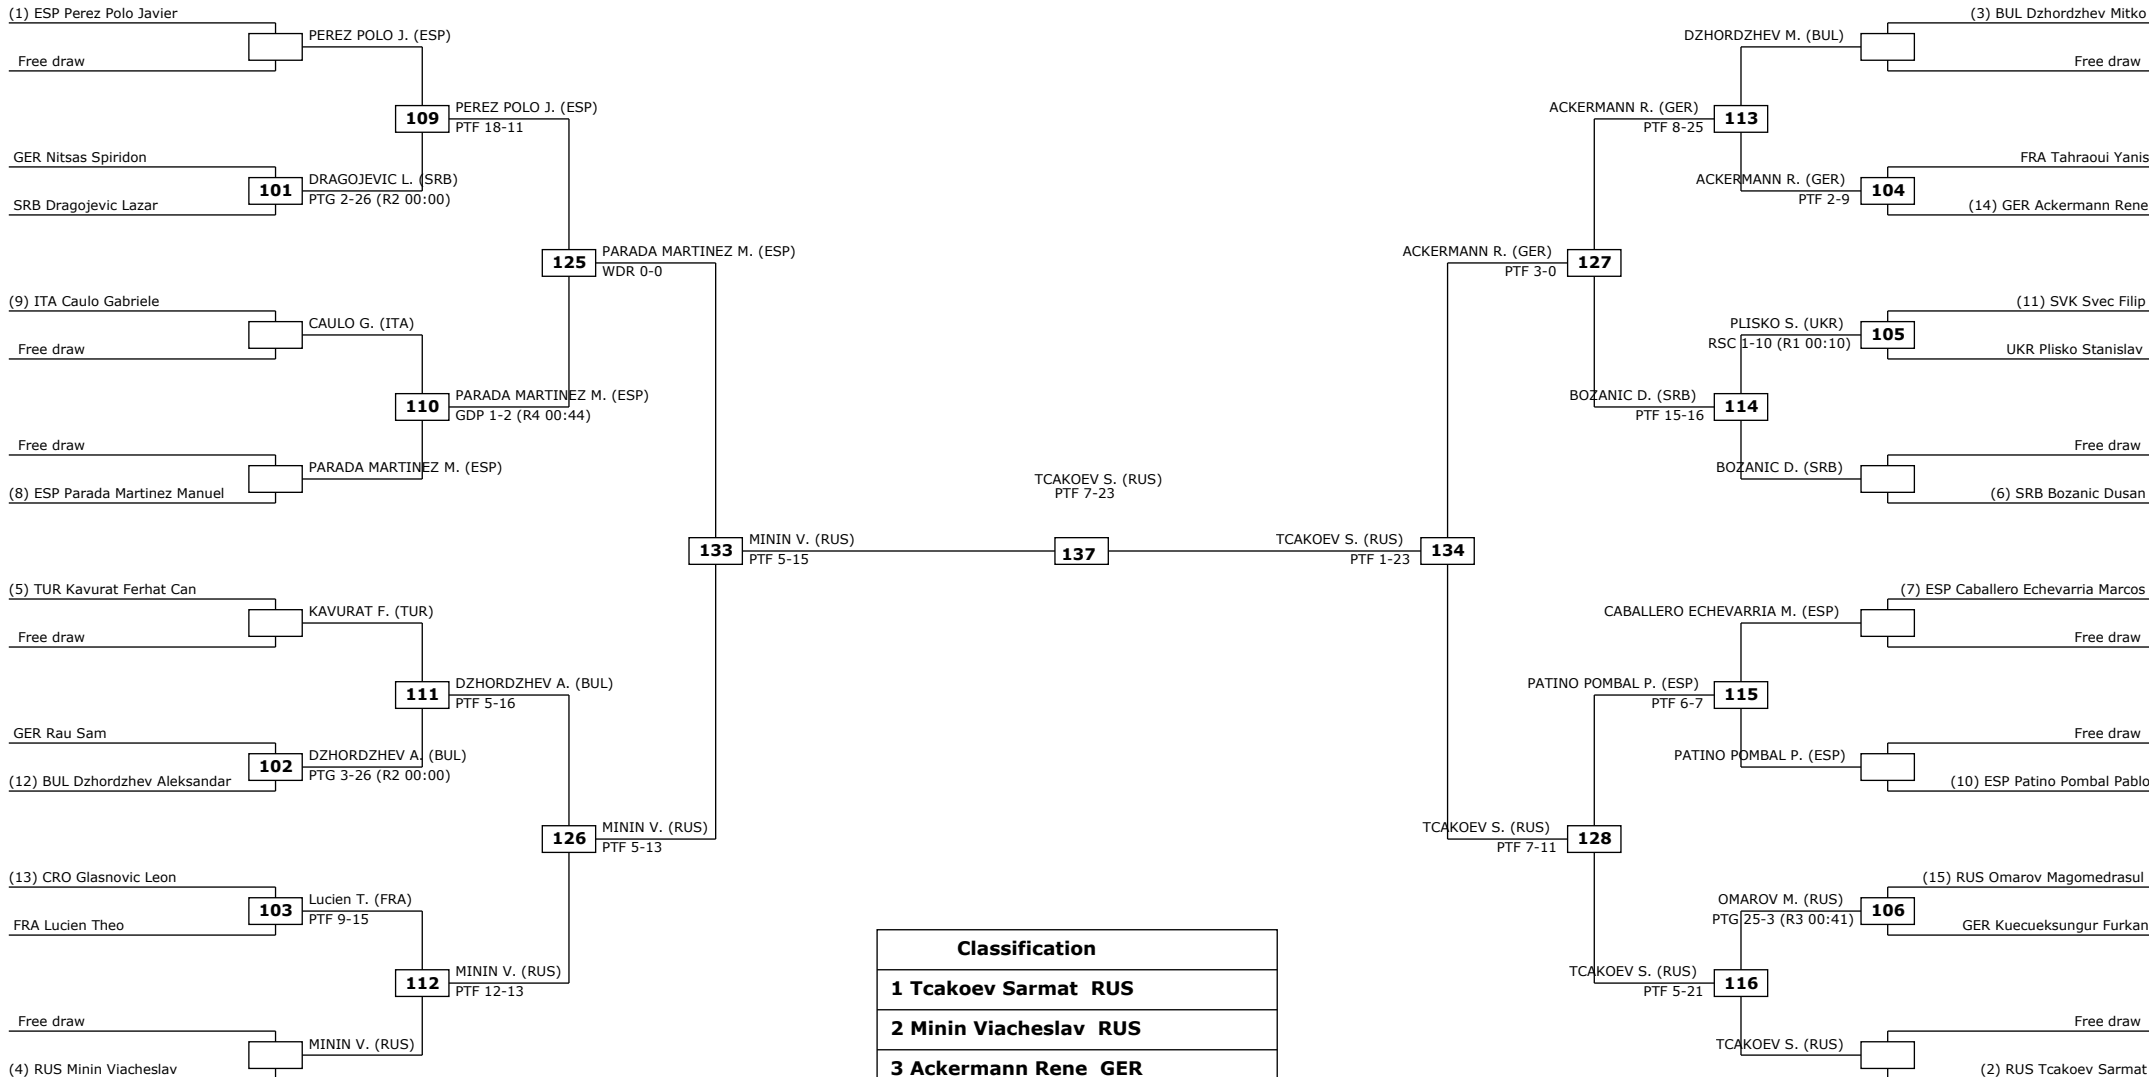 (1) ESP Perez Polo Javier
PEREZ POLO J. (ESP)
Free draw
109
PEREZ POLO J. (ESP)
PTF 18-11
GER Nitsas Spiridon
101
DRAGOJEVIC L. (SRB)
PTG 2-26 (R2 00:00)
SRB Dragojevic Lazar
125
PARADA MARTINEZ M. (ESP)
WDR 0-0
(9) ITA Caulo Gabriele
CAULO G. (ITA)
Free draw
110
PARADA MARTINEZ M. (ESP)
GDP 1-2 (R4 00:44)
Free draw
PARADA MARTINEZ M. (ESP)
(8) ESP Parada Martinez Manuel
133
MININ V. (RUS)
PTF 5-15
(5) TUR Kavurat Ferhat Can
KAVURAT F. (TUR)
Free draw
111
DZHORDZHEV A. (BUL)
PTF 5-16
GER Rau Sam
102
DZHORDZHEV A. (BUL)
PTG 3-26 (R2 00:00)
(12) BUL Dzhordzhev Aleksandar
126
MININ V. (RUS)
PTF 5-13
(13) CRO Glasnovic Leon
103
Lucien T. (FRA)
PTF 9-15
FRA Lucien Theo
112
MININ V. (RUS)
PTF 12-13
Free draw
MININ V. (RUS)
(4) RUS Minin Viacheslav
TCAKOEV S. (RUS)
PTF 7-23
137
(3) BUL Dzhordzhev Mitko
DZHORDZHEV M. (BUL)
Free draw
ACKERMANN R. (GER)
PTF 8-25
113
FRA Tahraoui Yanis
ACKERMANN R. (GER)
PTF 2-9
104
(14) GER Ackermann Rene
ACKERMANN R. (GER)
PTF 3-0
127
(11) SVK Svec Filip
PLISKO S. (UKR)
RSC 1-10 (R1 00:10)
105
UKR Plisko Stanislav
BOZANIC D. (SRB)
PTF 15-16
114
Free draw
BOZANIC D. (SRB)
(6) SRB Bozanic Dusan
TCAKOEV S. (RUS)
PTF 1-23
134
(7) ESP Caballero Echevarria Marcos
CABALLERO ECHEVARRIA M. (ESP)
Free draw
PATINO POMBAL P. (ESP)
PTF 6-7
115
Free draw
PATINO POMBAL P. (ESP)
(10) ESP Patino Pombal Pablo
TCAKOEV S. (RUS)
PTF 7-11
128
(15) RUS Omarov Magomedrasul
OMAROV M. (RUS)
PTG 25-3 (R3 00:41)
106
GER Kuecueksungur Furkan
TCAKOEV S. (RUS)
PTF 5-21
116
Free draw
TCAKOEV S. (RUS)
(2) RUS Tcakoev Sarmat
Classification
1 Tcakoev Sarmat RUS
2 Minin Viacheslav RUS
3 Ackermann Rene GER